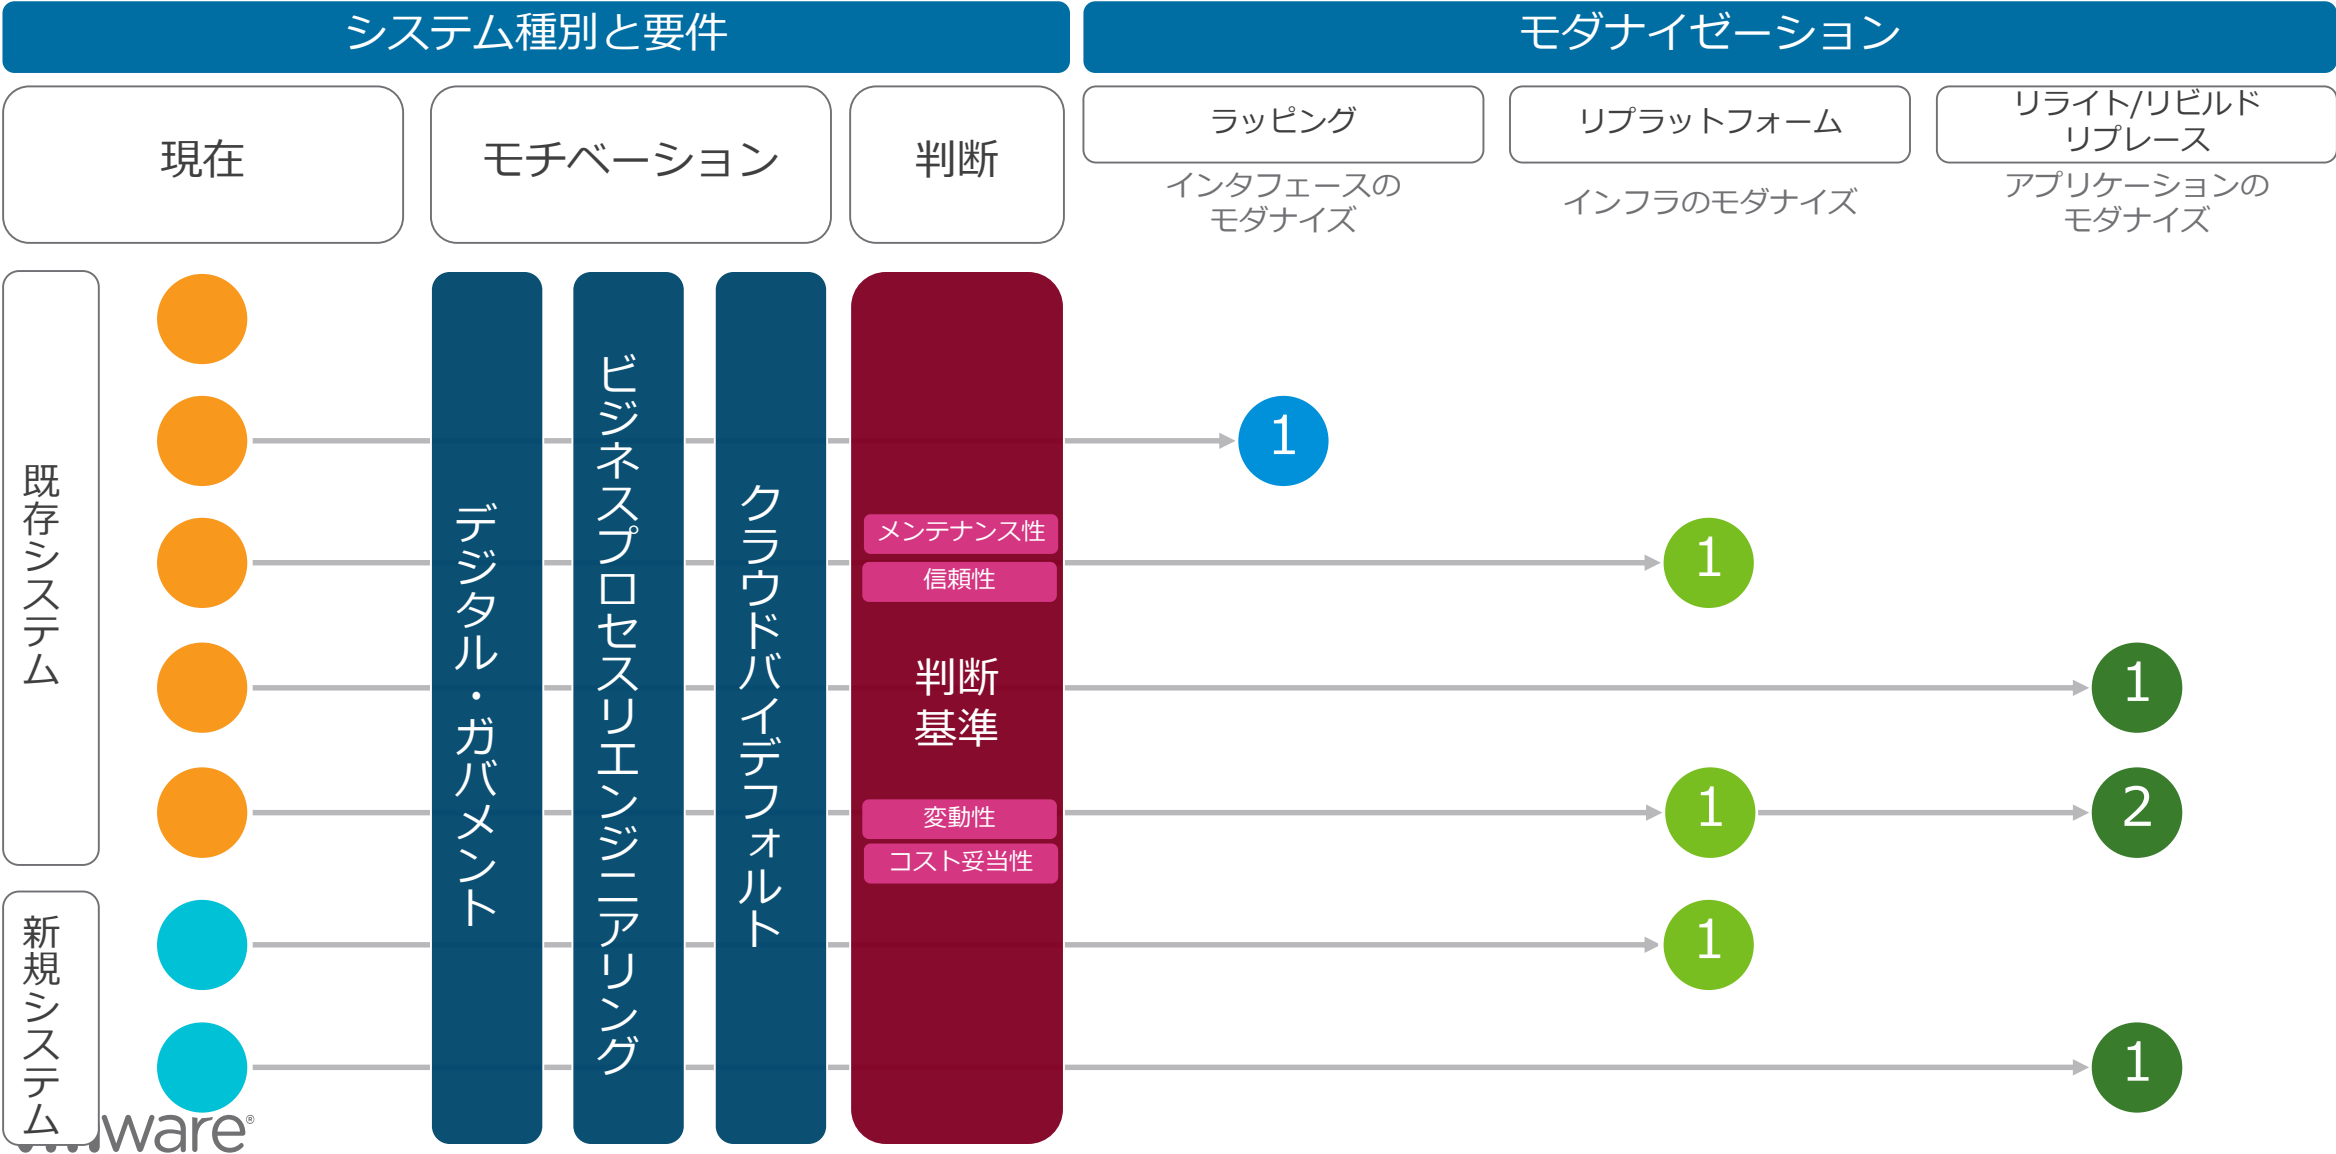 システム種別と要件
モダナイゼーション
現在
モチベーション
判断
ラッピング
リプラットフォーム
リライト/リビルド
リプレース
インタフェースの
モダナイズ
インフラのモダナイズ
アプリケーションの
モダナイズ
既存システム
新規システム
デジタル・ガバメント
ビジネスプロセスリエンジニアリング
クラウドバイデフォルト
メンテナンス性
信頼性
判断
基準
変動性
コスト妥当性
1
1
1
1
2
1
1
vmware®